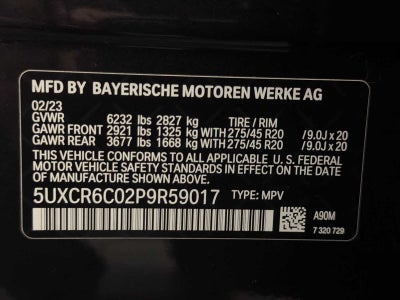 MFD BY BAYERISCHE MOTOREN WERKE AG
02/23
GVWR 6232 lbs 2827 kg TIRE / RIM
GAWR FRONT 2921 lbs 1325 kg WITH 275/45 R20 /9.0J x 20
GAWR REAR 3677 lbs 1668 kg WITH 275/45 R20 /9.0J x 20
THIS VEHICLE CONFORMS TO ALL APPLICABLE U. S. FEDERAL
MOTOR VEHICLE SAFETY STANDARDS IN EFFECT ON THE
DATE OF MANUFACTURE SHOWN ABOVE.
5UXCR6C02P9R59017 TYPE: MPV
A90M
7 320 729